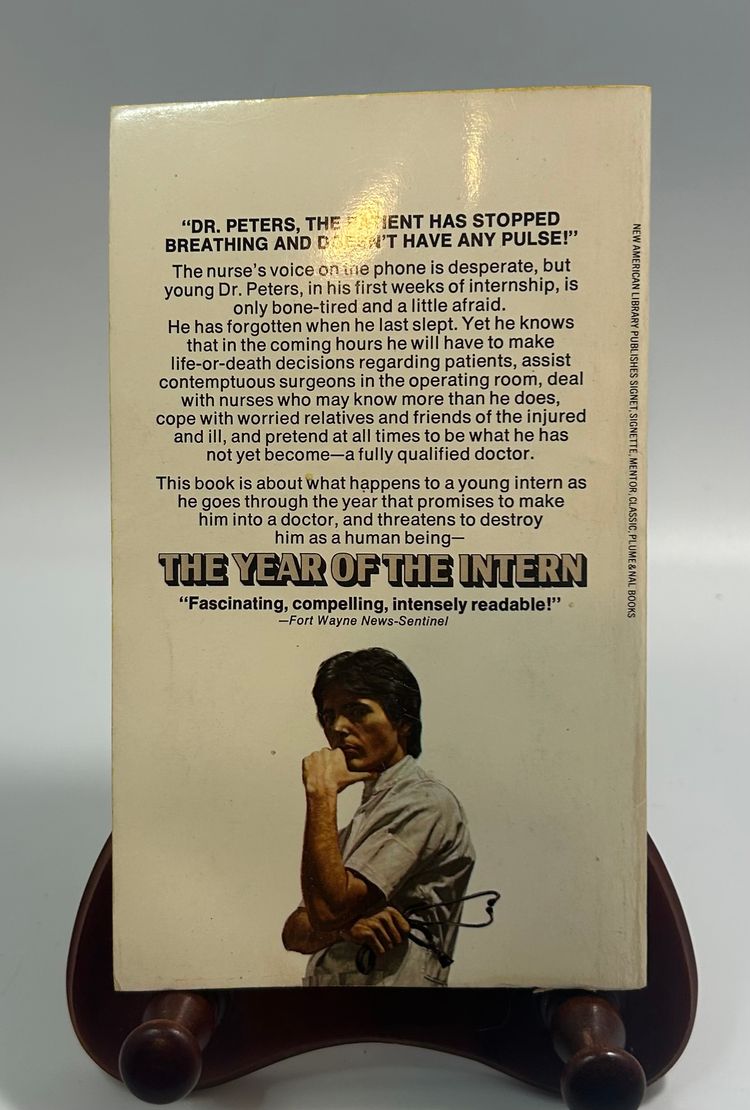 “DR. PETERS, THE PATIENT HAS STOPPED
BREATHING AND DOESN’T HAVE ANY PULSE!”
The nurse’s voice on the phone is desperate, but
young Dr. Peters, in his first weeks of internship, is
only bone-tired and a little afraid.
He has forgotten when he last slept. Yet he knows
that in the coming hours he will have to make
life-or-death decisions regarding patients, assist
contemptuous surgeons in the operating room, deal
with nurses who may know more than he does,
cope with worried relatives and friends of the injured
and ill, and pretend at all times to be what he has
not yet become—a fully qualified doctor.
This book is about what happens to a young intern as
he goes through the year that promises to make
him into a doctor, and threatens to destroy
him as a human being—
THE YEAR OF THE INTERN
“Fascinating, compelling, intensely readable!”
—Fort Wayne News-Sentinel
NEW AMERICAN LIBRARY PUBLISHES SIGNET, SIGNETTE, MENTOR, CLASSIC, PLUME & NAL BOOKS